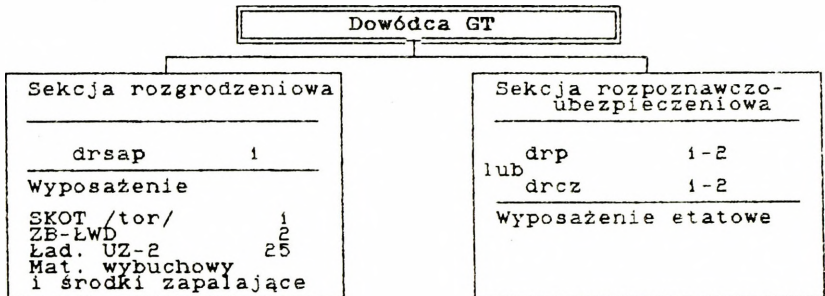 Dowódca GT
Sekcja rozgrodzeniowa
drsap 1
Wyposażenie
SKOT /tor/ 1
ZB-ŁWD 2
Ład. UZ-2 25
Mat. wybuchowy
i środki zapalające
Sekcja rozpoznawczo-
ubezpieczeniowa
drp 1-2
lub
drcz 1-2
Wyposażenie etatowe